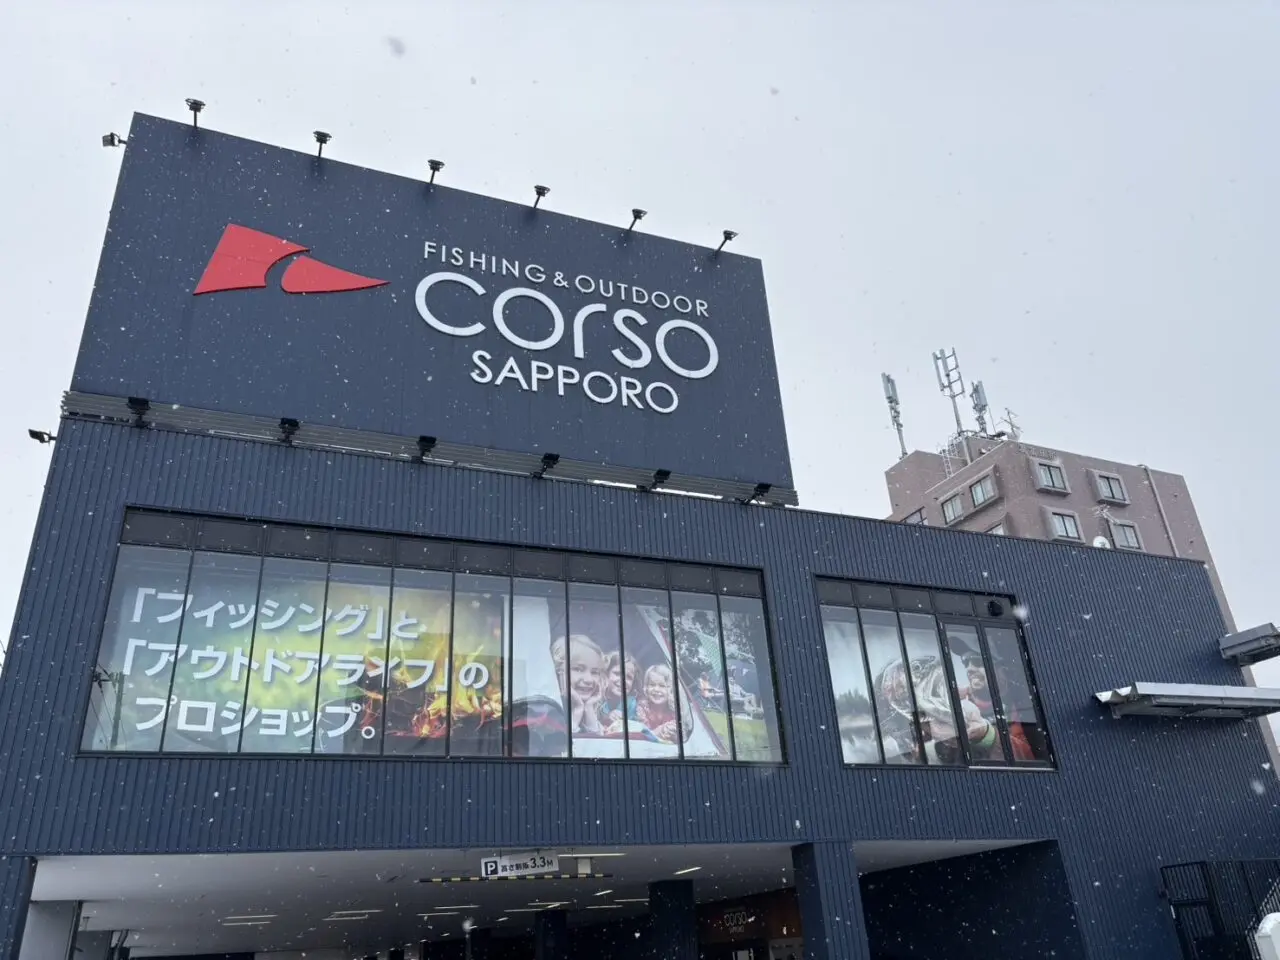 FISHING & OUTDOOR
corso
SAPPORO
「フィッシング」と
「アウトドアライフ」の
プロショップ。
P 高さ制限 3.3M
corso
SAPPORO